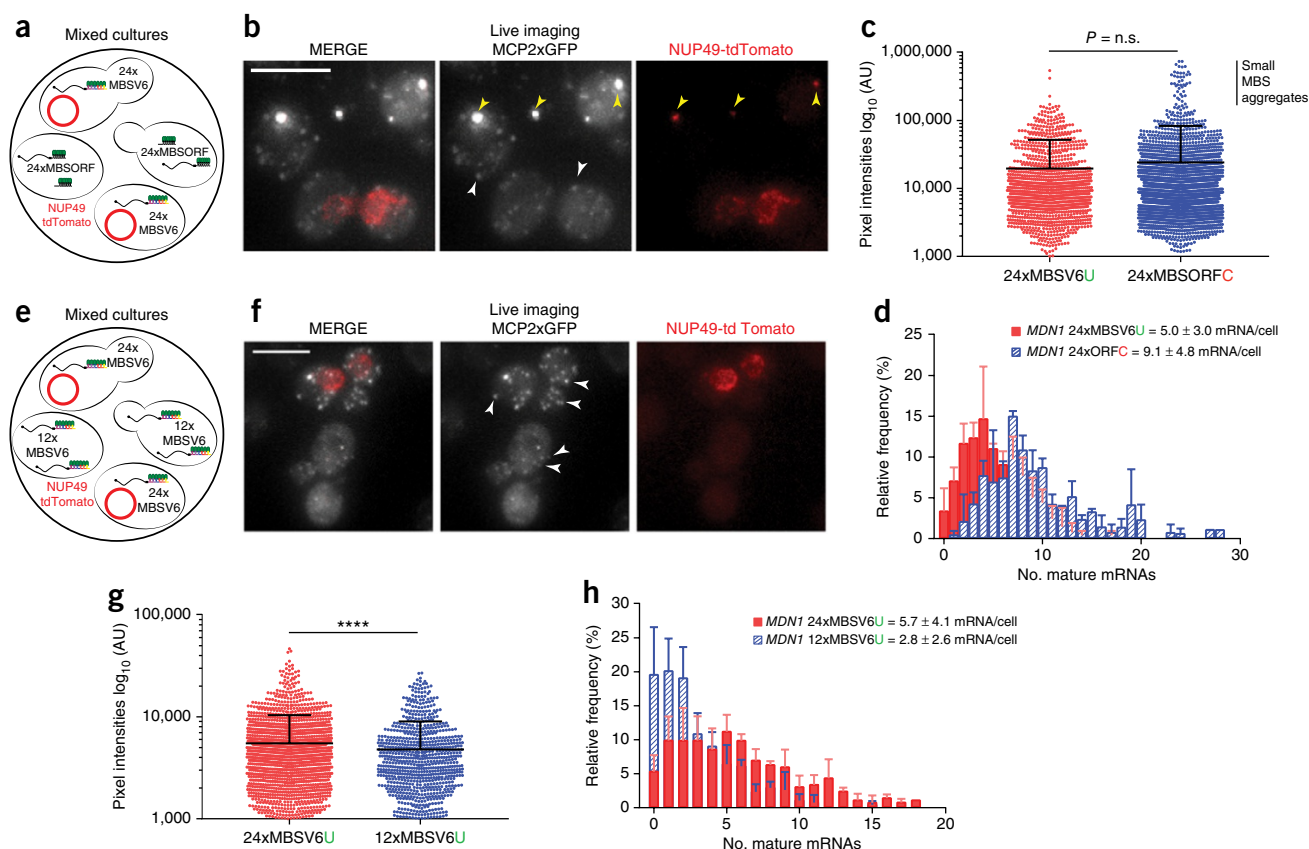 a
Mixed cultures
24x
MBSV6
24xMBSORF
24xMBSORF
NUP49
tdTomato
24x
MBSV6
b
MERGE
Live imaging
MCP2xGFP
NUP49-tdTomato
c
P = n.s.
Small
MBS
aggregates
Pixel intensities log10 (AU)
1,000,000
100,000
10,000
1,000
24xMBSV6U
24xMBSORFC
d
MDN1 24xMBSV6U = 5.0 ± 3.0 mRNA/cell
MDN1 24xORFC = 9.1 ± 4.8 mRNA/cell
Relative frequency (%)
25
20
15
10
5
0
0 10 20 30
No. mature mRNAs
e
Mixed cultures
24x
MBSV6
12x
MBSV6
12x
MBSV6
NUP49
tdTomato
24x
MBSV6
f
MERGE
Live imaging
MCP2xGFP
NUP49-td Tomato
g
****
Pixel intensities log10 (AU)
100,000
10,000
1,000
24xMBSV6U
12xMBSV6U
h
MDN1 24xMBSV6U = 5.7 ± 4.1 mRNA/cell
MDN1 12xMBSV6U = 2.8 ± 2.6 mRNA/cell
Relative frequency (%)
30
25
20
15
10
5
0
0 5 10 15 20
No. mature mRNAs